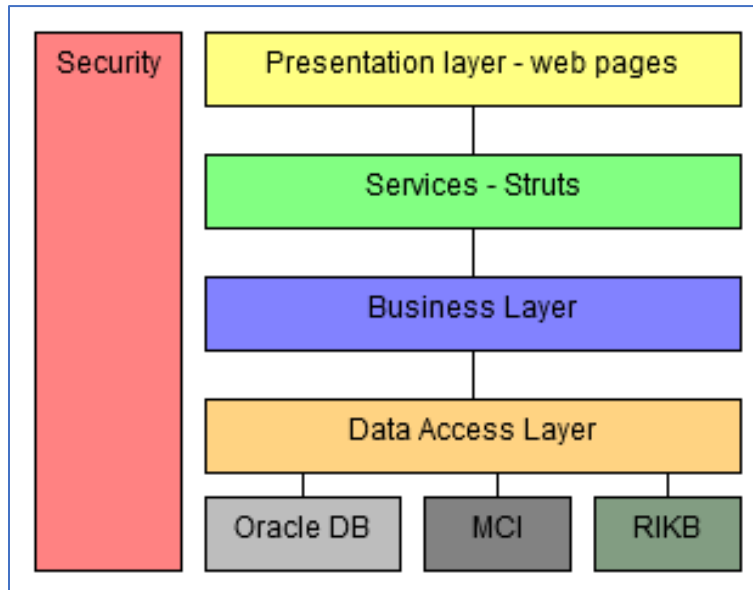 Security
Presentation layer - web pages
Services - Struts
Business Layer
Data Access Layer
Oracle DB
MCI
RIKB